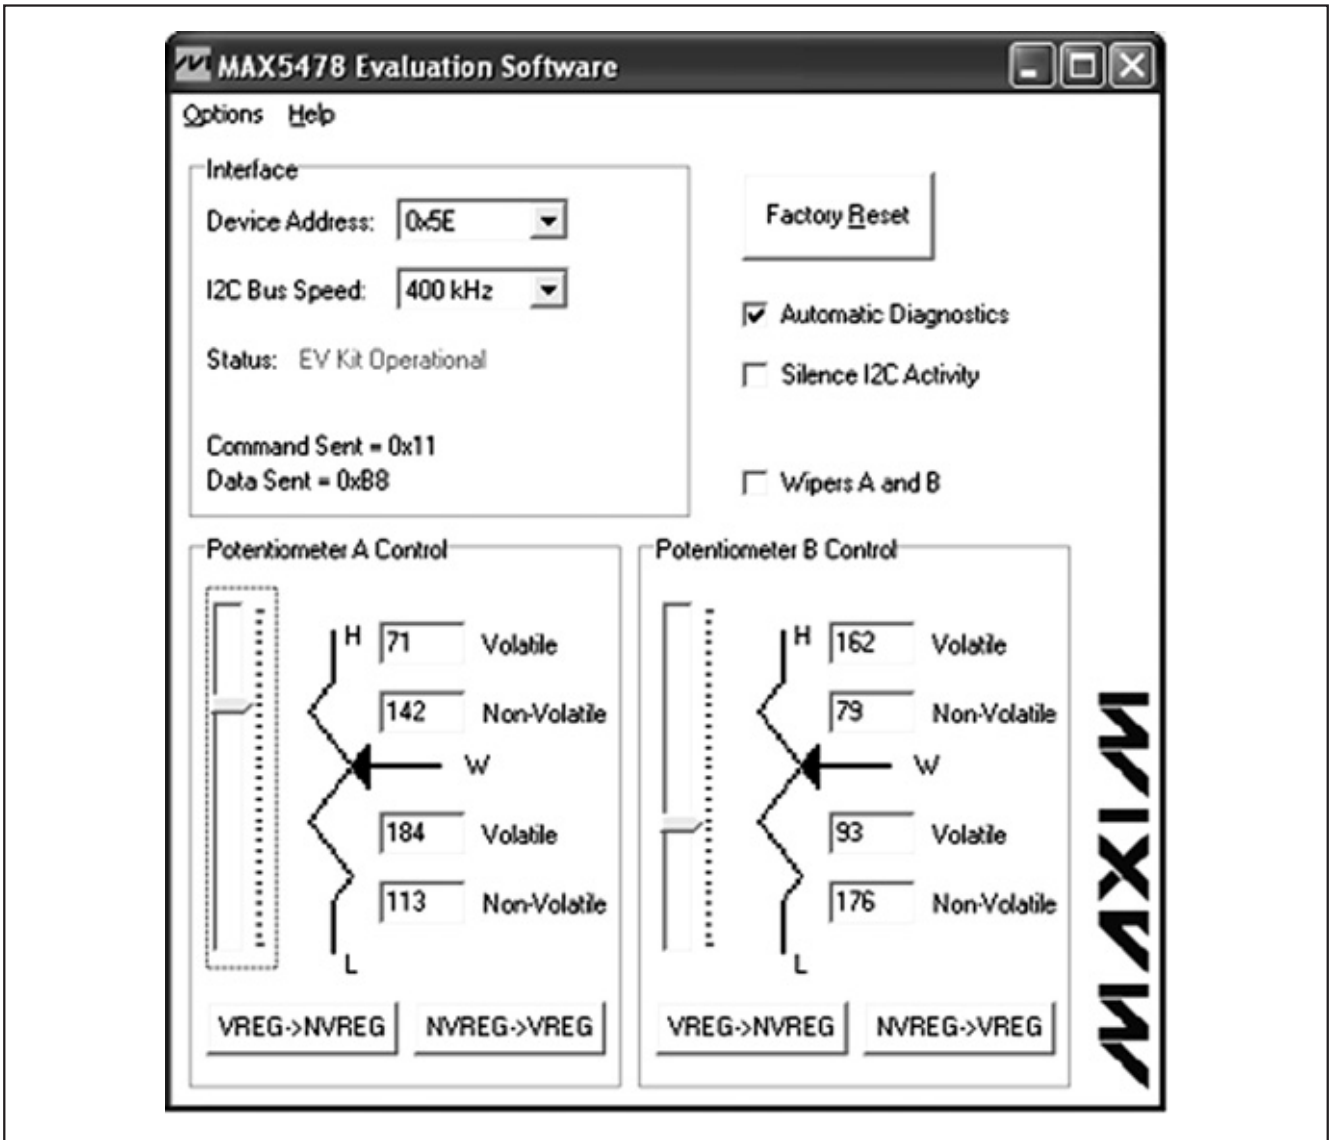 MAX5478 Evaluation Software
Options Help
Interface
Device Address: 0x5E
I2C Bus Speed: 400 kHz
Status: EV Kit Operational
Command Sent = 0x11
Data Sent = 0xB8
Factory Reset
Automatic Diagnostics
Silence I2C Activity
Wipers A and B
Potentiometer A Control
H 71 Volatile
142 Non-Volatile
W
184 Volatile
113 Non-Volatile
L
VREG->NVREG NVREG->VREG
Potentiometer B Control
H 162 Volatile
79 Non-Volatile
W
93 Volatile
176 Non-Volatile
L
VREG->NVREG NVREG->VREG
MAXIM